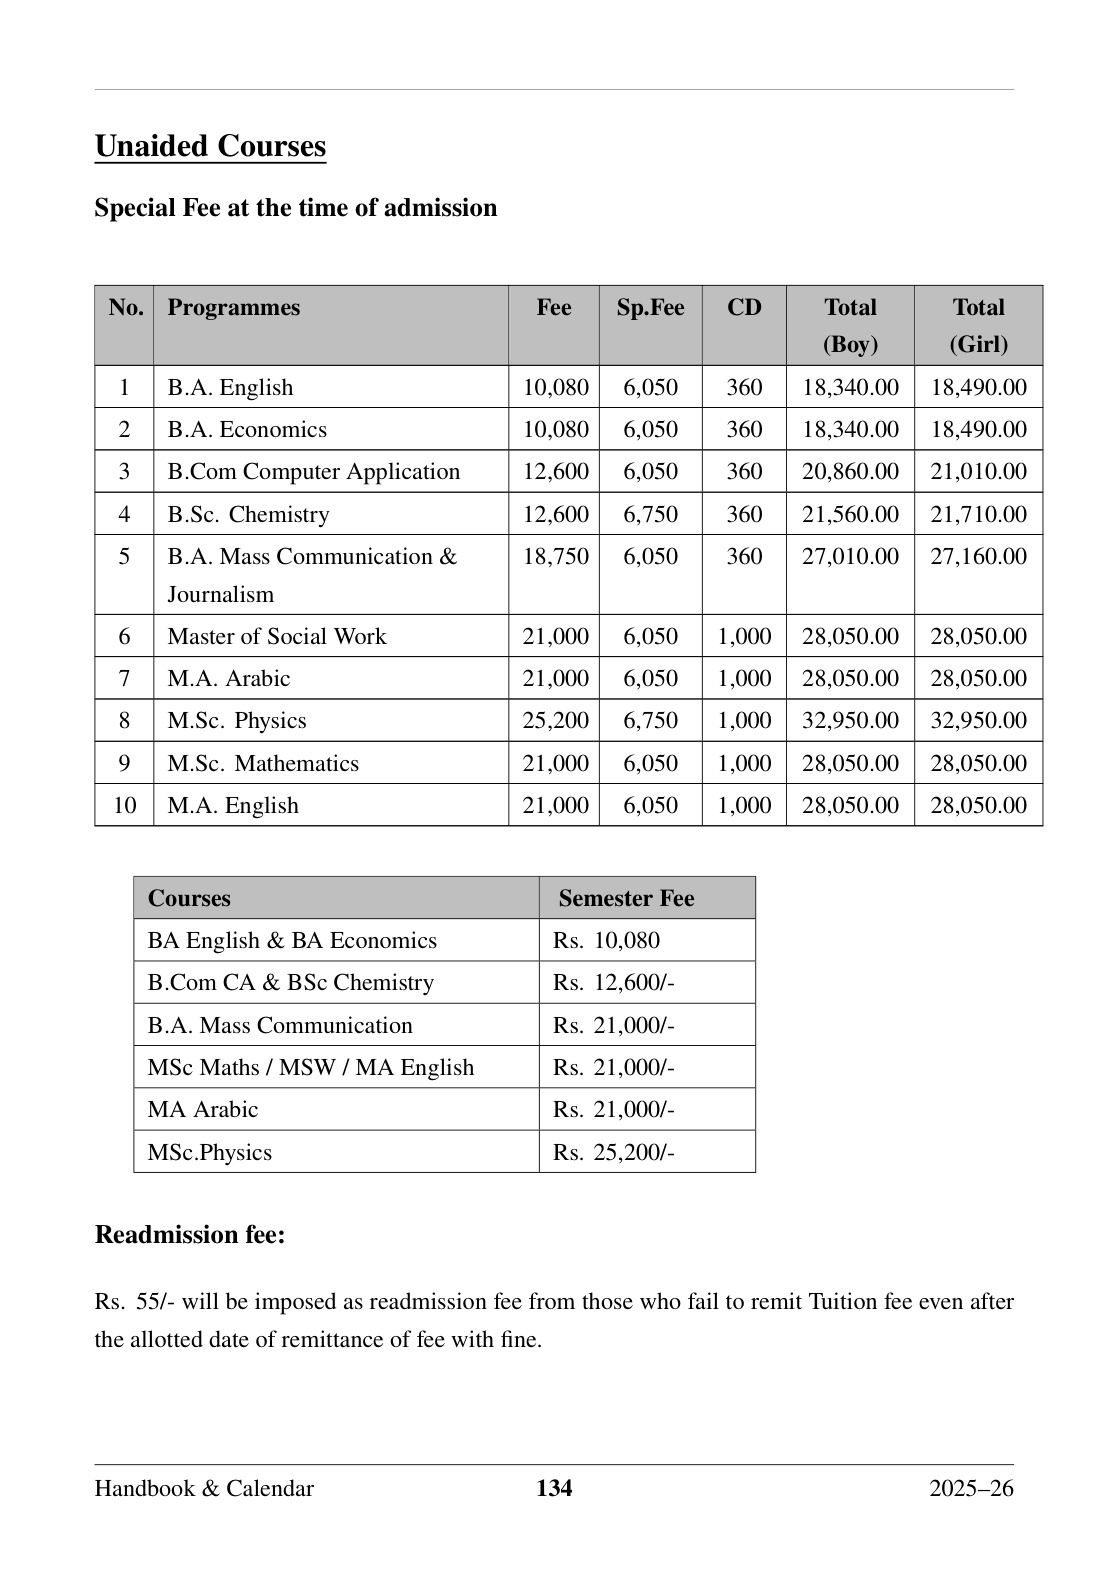 Unaided Courses
Special Fee at the time of admission
No. Programmes Fee Sp.Fee CD Total Total
(Boy) (Girl)
1 B.A. English 10,080 6,050 360 18,340.00 18,490.00
2 B.A. Economics 10,080 6,050 360 18,340.00 18,490.00
3 B.Com Computer Application 12,600 6,050 360 20,860.00 21,010.00
4 B.Sc. Chemistry 12,600 6,750 360 21,560.00 21,710.00
5 B.A. Mass Communication & 18,750 6,050 360 27,010.00 27,160.00
Journalism
6 Master of Social Work 21,000 6,050 1,000 28,050.00 28,050.00
7 M.A. Arabic 21,000 6,050 1,000 28,050.00 28,050.00
8 M.Sc. Physics 25,200 6,750 1,000 32,950.00 32,950.00
9 M.Sc. Mathematics 21,000 6,050 1,000 28,050.00 28,050.00
10 M.A. English 21,000 6,050 1,000 28,050.00 28,050.00
Courses Semester Fee
BA English & BA Economics Rs. 10,080
B.Com CA & BSc Chemistry Rs. 12,600/-
B.A. Mass Communication Rs. 21,000/-
MSc Maths / MSW / MA English Rs. 21,000/-
MA Arabic Rs. 21,000/-
MSc.Physics Rs. 25,200/-
Readmission fee:
Rs. 55/- will be imposed as readmission fee from those who fail to remit Tuition fee even after
the allotted date of remittance of fee with fine.
Handbook & Calendar 134 2025–26